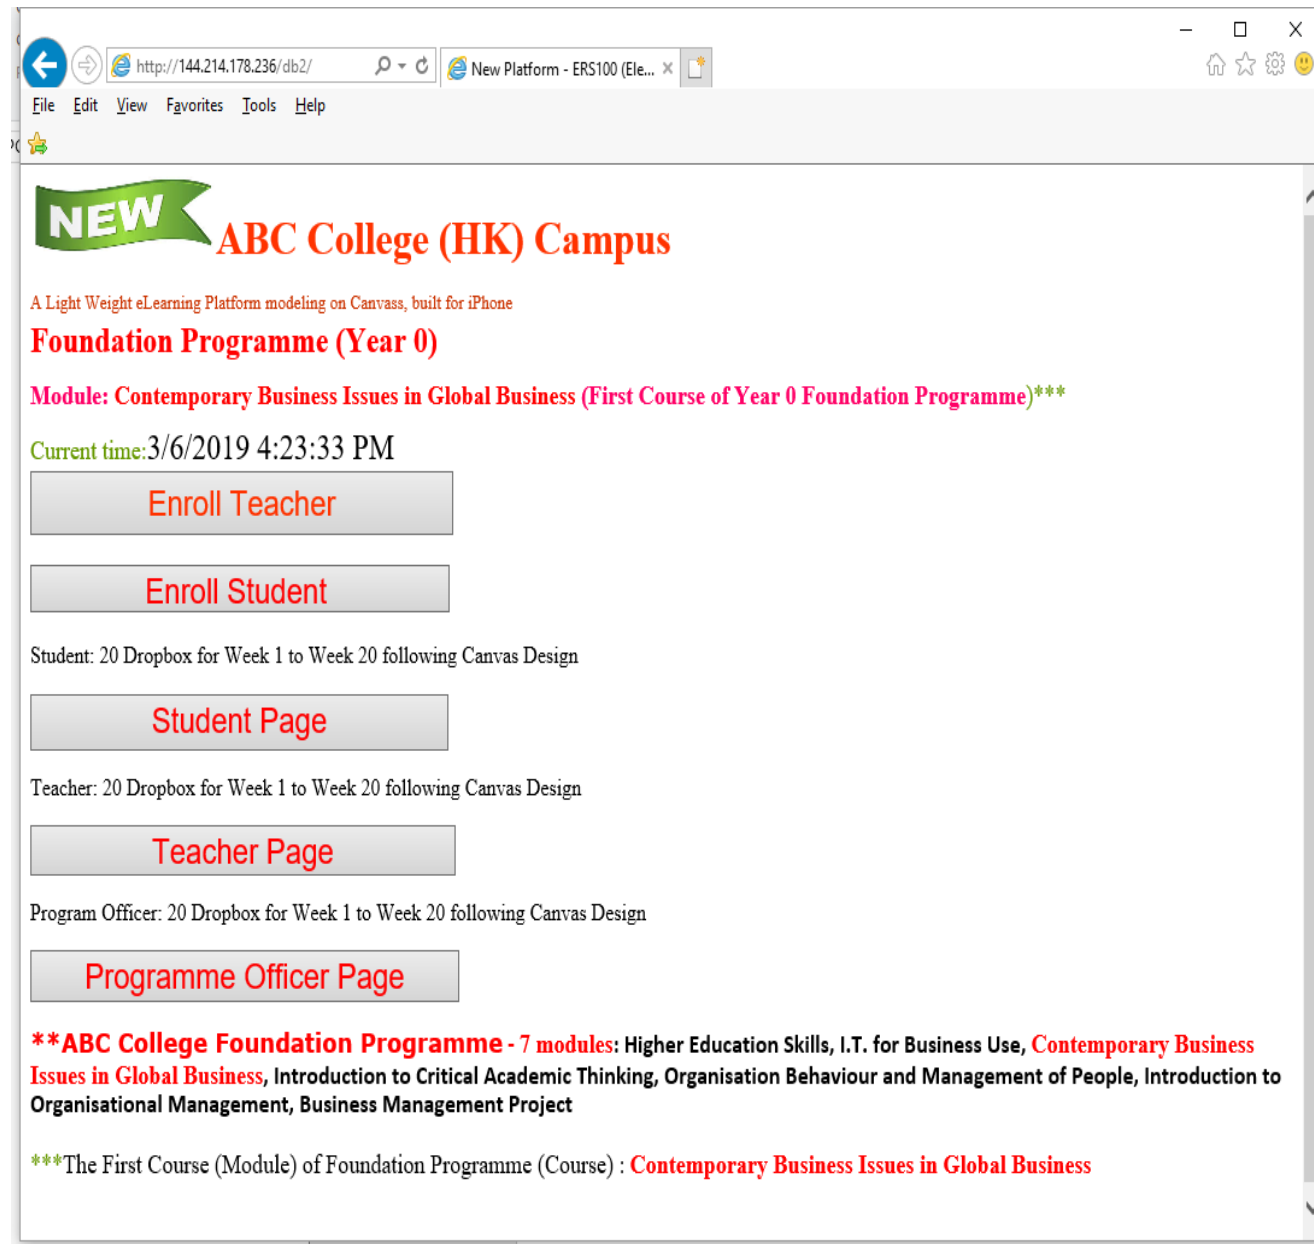 http://144.214.178.236/db2/
New Platform - ERS100 (Ele...
File Edit View Favorites Tools Help
NEW
ABC College (HK) Campus
A Light Weight eLearning Platform modeling on Canvass, built for iPhone
Foundation Programme (Year 0)
Module: Contemporary Business Issues in Global Business (First Course of Year 0 Foundation Programme)***
Current time:3/6/2019 4:23:33 PM
Enroll Teacher
Enroll Student
Student: 20 Dropbox for Week 1 to Week 20 following Canvas Design
Student Page
Teacher: 20 Dropbox for Week 1 to Week 20 following Canvas Design
Teacher Page
Program Officer: 20 Dropbox for Week 1 to Week 20 following Canvas Design
Programme Officer Page
**ABC College Foundation Programme - 7 modules: Higher Education Skills, I.T. for Business Use, Contemporary Business
Issues in Global Business, Introduction to Critical Academic Thinking, Organisation Behaviour and Management of People, Introduction to
Organisational Management, Business Management Project
***The First Course (Module) of Foundation Programme (Course) : Contemporary Business Issues in Global Business